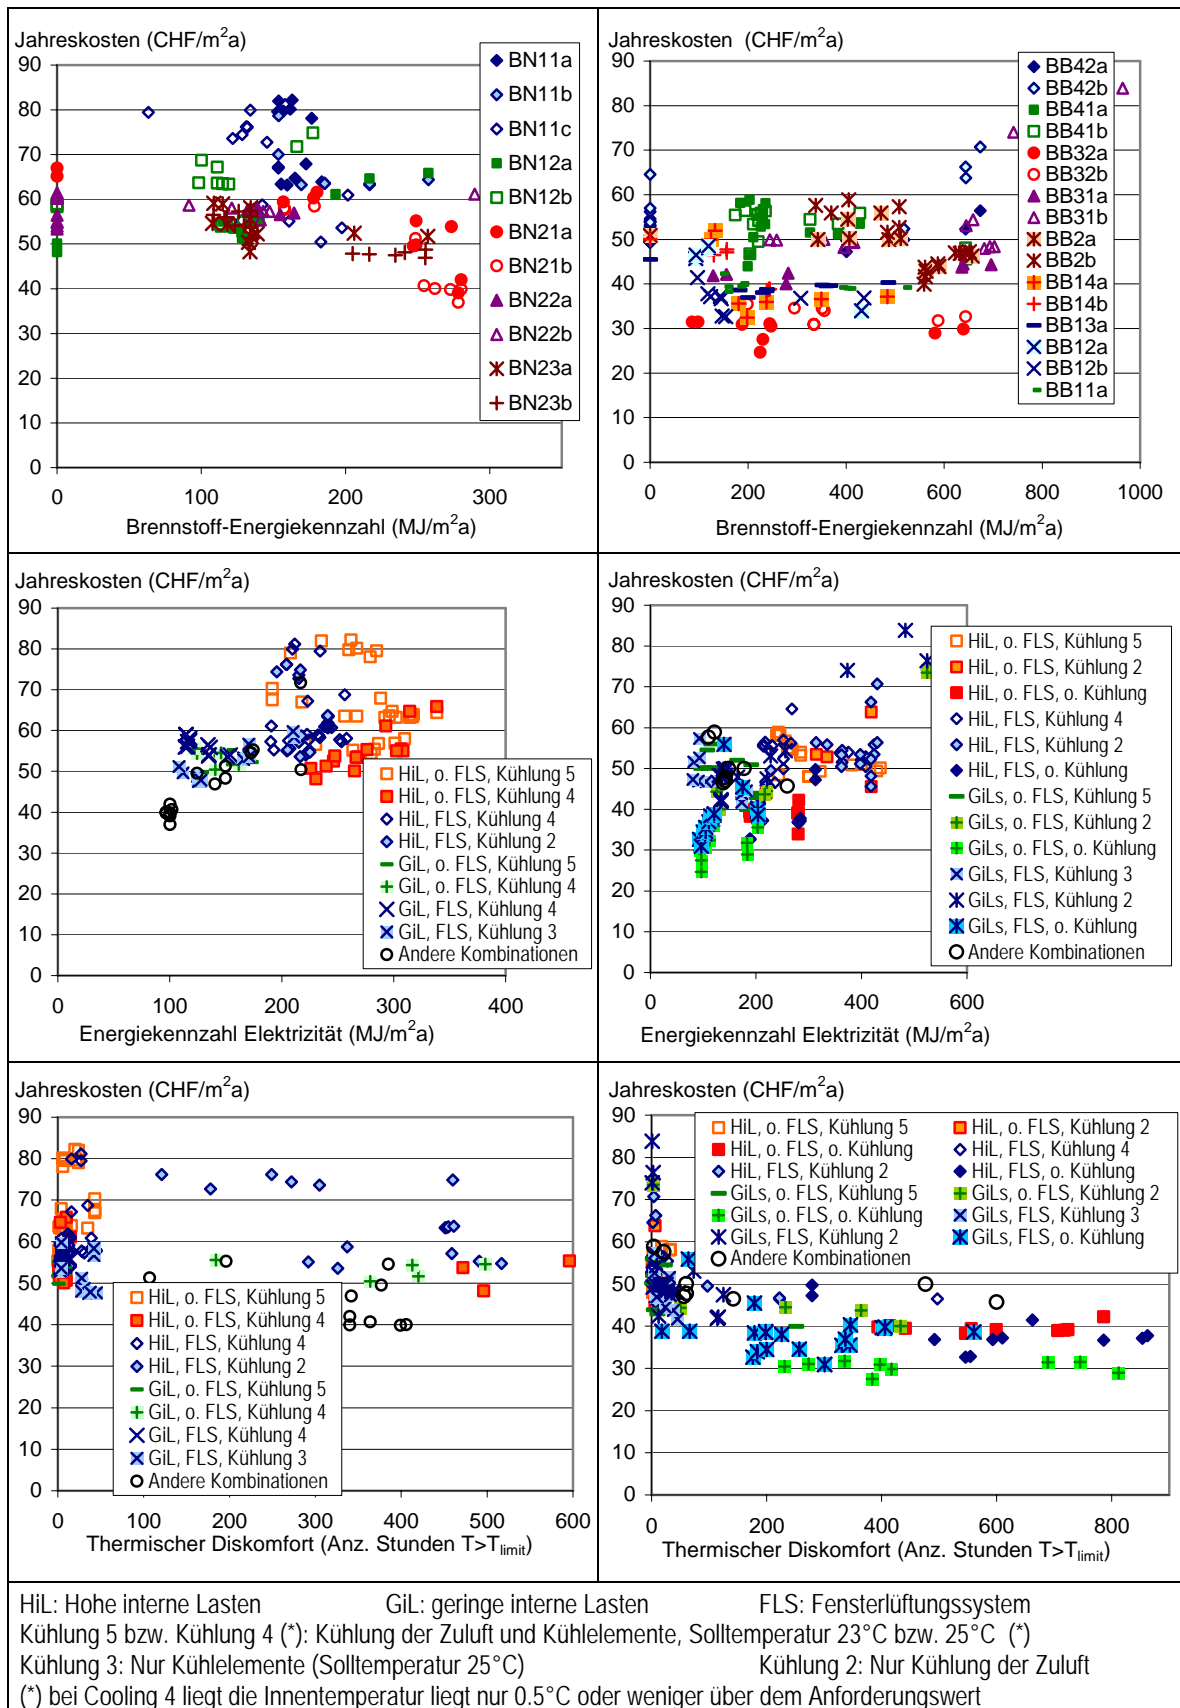 Jahreskosten (CHF/m²a)
90
80
70
60
50
40
30
20
10
0
0
100
200
300
Brennstoff-Energiekennzahl (MJ/m²a)
BN11a
BN11b
BN11c
BN12a
BN12b
BN21a
BN21b
BN22a
BN22b
BN23a
BN23b
Jahreskosten (CHF/m²a)
90
80
70
60
50
40
30
20
10
0
0
200
400
600
800
1000
Brennstoff-Energiekennzahl (MJ/m²a)
BB42a
BB42b
BB41a
BB41b
BB32a
BB32b
BB31a
BB31b
BB2a
BB2b
BB14a
BB14b
BB13a
BB12a
BB12b
BB11a
Jahreskosten (CHF/m²a)
90
80
70
60
50
40
30
20
10
0
0
100
200
300
400
Energiekennzahl Elektrizität (MJ/m²a)
HiL, o. FLS, Kühlung 5
HiL, o. FLS, Kühlung 4
HiL, FLS, Kühlung 4
HiL, FLS, Kühlung 2
GiL, o. FLS, Kühlung 5
GiL, o. FLS, Kühlung 4
GiL, FLS, Kühlung 4
GiL, FLS, Kühlung 3
Andere Kombinationen
Jahreskosten (CHF/m²a)
90
80
70
60
50
40
30
20
10
0
0
200
400
600
Energiekennzahl Elektrizität (MJ/m²a)
HiL, o. FLS, Kühlung 5
HiL, o. FLS, Kühlung 2
HiL, o. FLS, o. Kühlung
HiL, FLS, Kühlung 4
HiL, FLS, Kühlung 2
HiL, FLS, o. Kühlung
GiLs, o. FLS, Kühlung 5
GiLs, o. FLS, Kühlung 2
GiLs, o. FLS, o. Kühlung
GiLs, FLS, Kühlung 3
GiLs, FLS, Kühlung 2
GiLs, FLS, o. Kühlung
Andere Kombinationen
Jahreskosten (CHF/m²a)
90
80
70
60
50
40
30
20
10
0
0
100
200
300
400
500
600
Thermischer Diskomfort (Anz. Stunden T>Tlimit)
HiL, o. FLS, Kühlung 5
HiL, o. FLS, Kühlung 4
HiL, FLS, Kühlung 4
HiL, FLS, Kühlung 2
GiL, o. FLS, Kühlung 5
GiL, o. FLS, Kühlung 4
GiL, FLS, Kühlung 4
GiL, FLS, Kühlung 3
Andere Kombinationen
Jahreskosten (CHF/m²a)
90
80
70
60
50
40
30
20
10
0
0
200
400
600
800
Thermischer Diskomfort (Anz. Stunden T>Tlimit)
HiL, o. FLS, Kühlung 5 HiL, o. FLS, Kühlung 2
HiL, o. FLS, o. Kühlung HiL, FLS, Kühlung 4
HiL, FLS, Kühlung 2 HiL, FLS, o. Kühlung
GiLs, o. FLS, Kühlung 5 GiLs, o. FLS, Kühlung 2
GiLs, o. FLS, o. Kühlung GiLs, FLS, Kühlung 3
GiLs, FLS, Kühlung 2 GiLs, FLS, o. Kühlung
Andere Kombinationen
HiL: Hohe interne Lasten GiL: geringe interne Lasten FLS: Fensterlüftungssystem
Kühlung 5 bzw. Kühlung 4 (*): Kühlung der Zuluft und Kühlelemente, Solltemperatur 23°C bzw. 25°C (*)
Kühlung 3: Nur Kühlelemente (Solltemperatur 25°C) Kühlung 2: Nur Kühlung der Zuluft
(*) bei Cooling 4 liegt die Innentemperatur liegt nur 0.5°C oder weniger über dem Anforderungswert